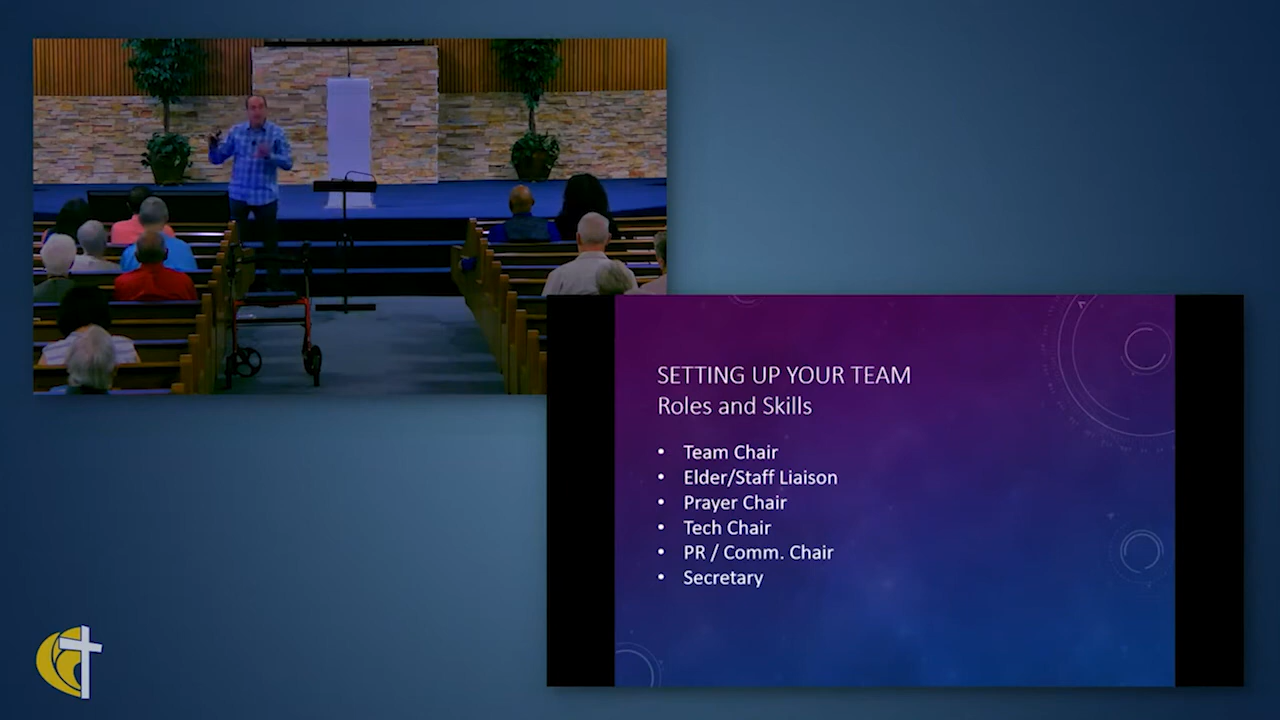 SETTING UP YOUR TEAM
Roles and Skills
• Team Chair
• Elder/Staff Liaison
• Prayer Chair
• Tech Chair
• PR / Comm. Chair
• Secretary